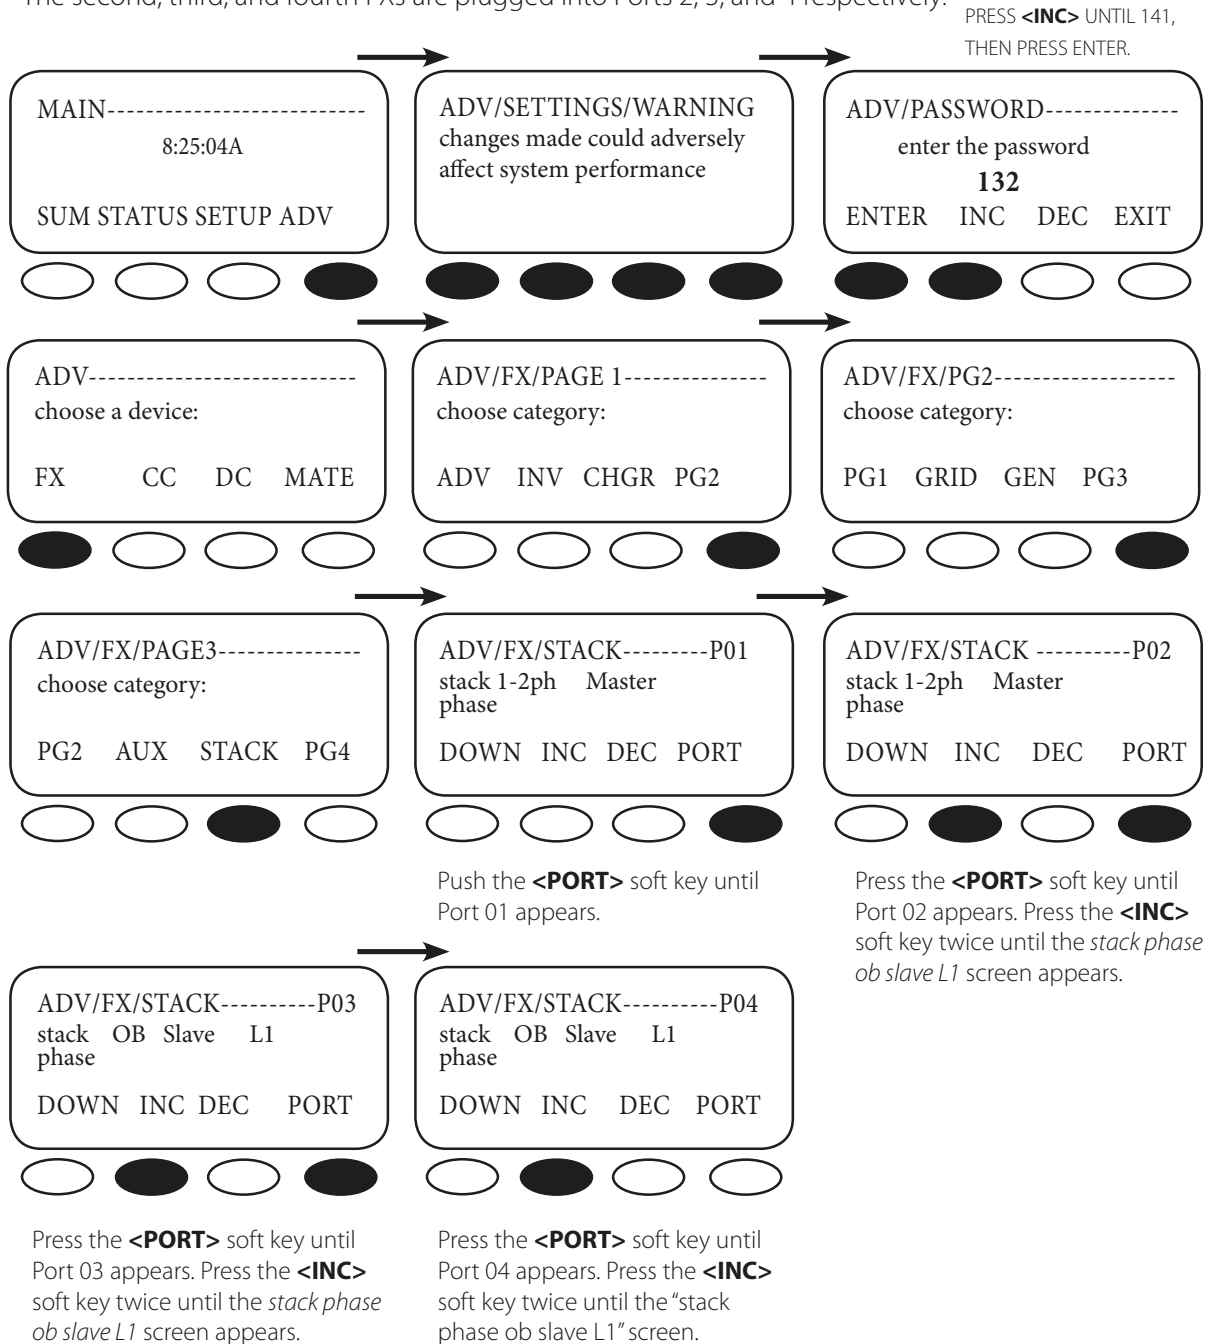 PRESS <INC> UNTIL 141,
THEN PRESS ENTER.
MAIN---------------------------
8:25:04A
SUM STATUS SETUP ADV
ADV/SETTINGS/WARNING
changes made could adversely
affect system performance
ADV/PASSWORD--------------
enter the password
132
ENTER INC DEC EXIT
ADV----------------------------
choose a device:
FX CC DC MATE
ADV/FX/PAGE 1---------------
choose category:
ADV INV CHGR PG2
ADV/FX/PG2-------------------
choose category:
PG1 GRID GEN PG3
ADV/FX/PAGE3---------------
choose category:
PG2 AUX STACK PG4
ADV/FX/STACK---------P01
stack 1-2ph Master
phase
DOWN INC DEC PORT
Push the <PORT> soft key until
Port 01 appears.
ADV/FX/STACK ----------P02
stack 1-2ph Master
phase
DOWN INC DEC PORT
Press the <PORT> soft key until
Port 02 appears. Press the <INC>
soft key twice until the stack phase
ob slave L1 screen appears.
ADV/FX/STACK----------P03
stack OB Slave L1
phase
DOWN INC DEC PORT
Press the <PORT> soft key until
Port 03 appears. Press the <INC>
soft key twice until the stack phase
ob slave L1 screen appears.
ADV/FX/STACK----------P04
stack OB Slave L1
phase
DOWN INC DEC PORT
Press the <PORT> soft key until
Port 04 appears. Press the <INC>
soft key twice until the "stack
phase ob slave L1" screen.